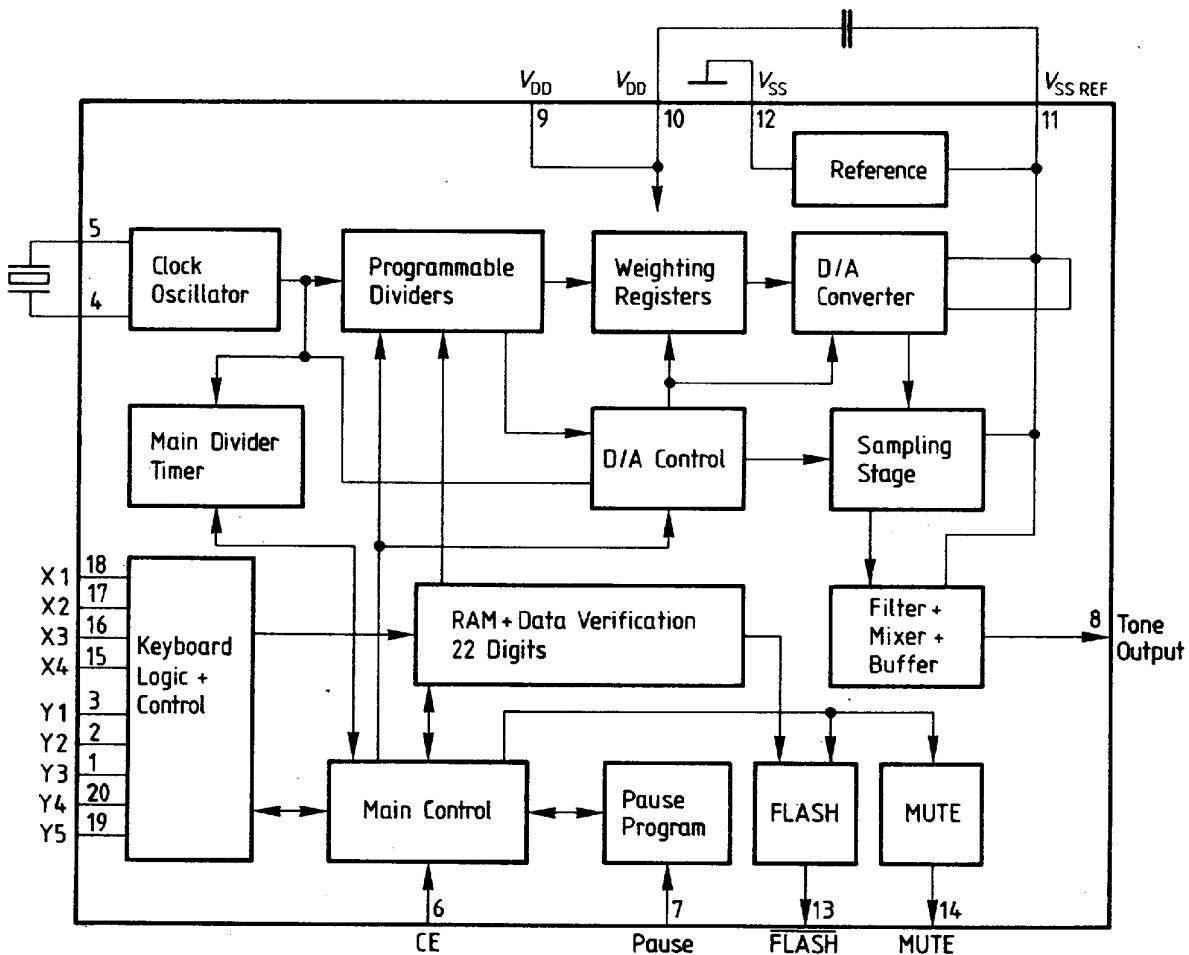 V_DD
V_DD
V_SS
V_SS REF
9
10
12
11
Reference
5
4
Clock
Oscillator
Programmable
Dividers
Weighting
Registers
D/A
Converter
Main Divider
Timer
D/A Control
Sampling
Stage
X1 18
X2 17
X3 16
X4 15
Y1 3
Y2 2
Y3 1
Y4 20
Y5 19
Keyboard
Logic +
Control
RAM + Data Verification
22 Digits
Filter +
Mixer +
Buffer
8
Tone
Output
Main Control
Pause
Program
FLASH
MUTE
6
7
13
14
CE
Pause
F̅L̅A̅S̅H̅
MUTE